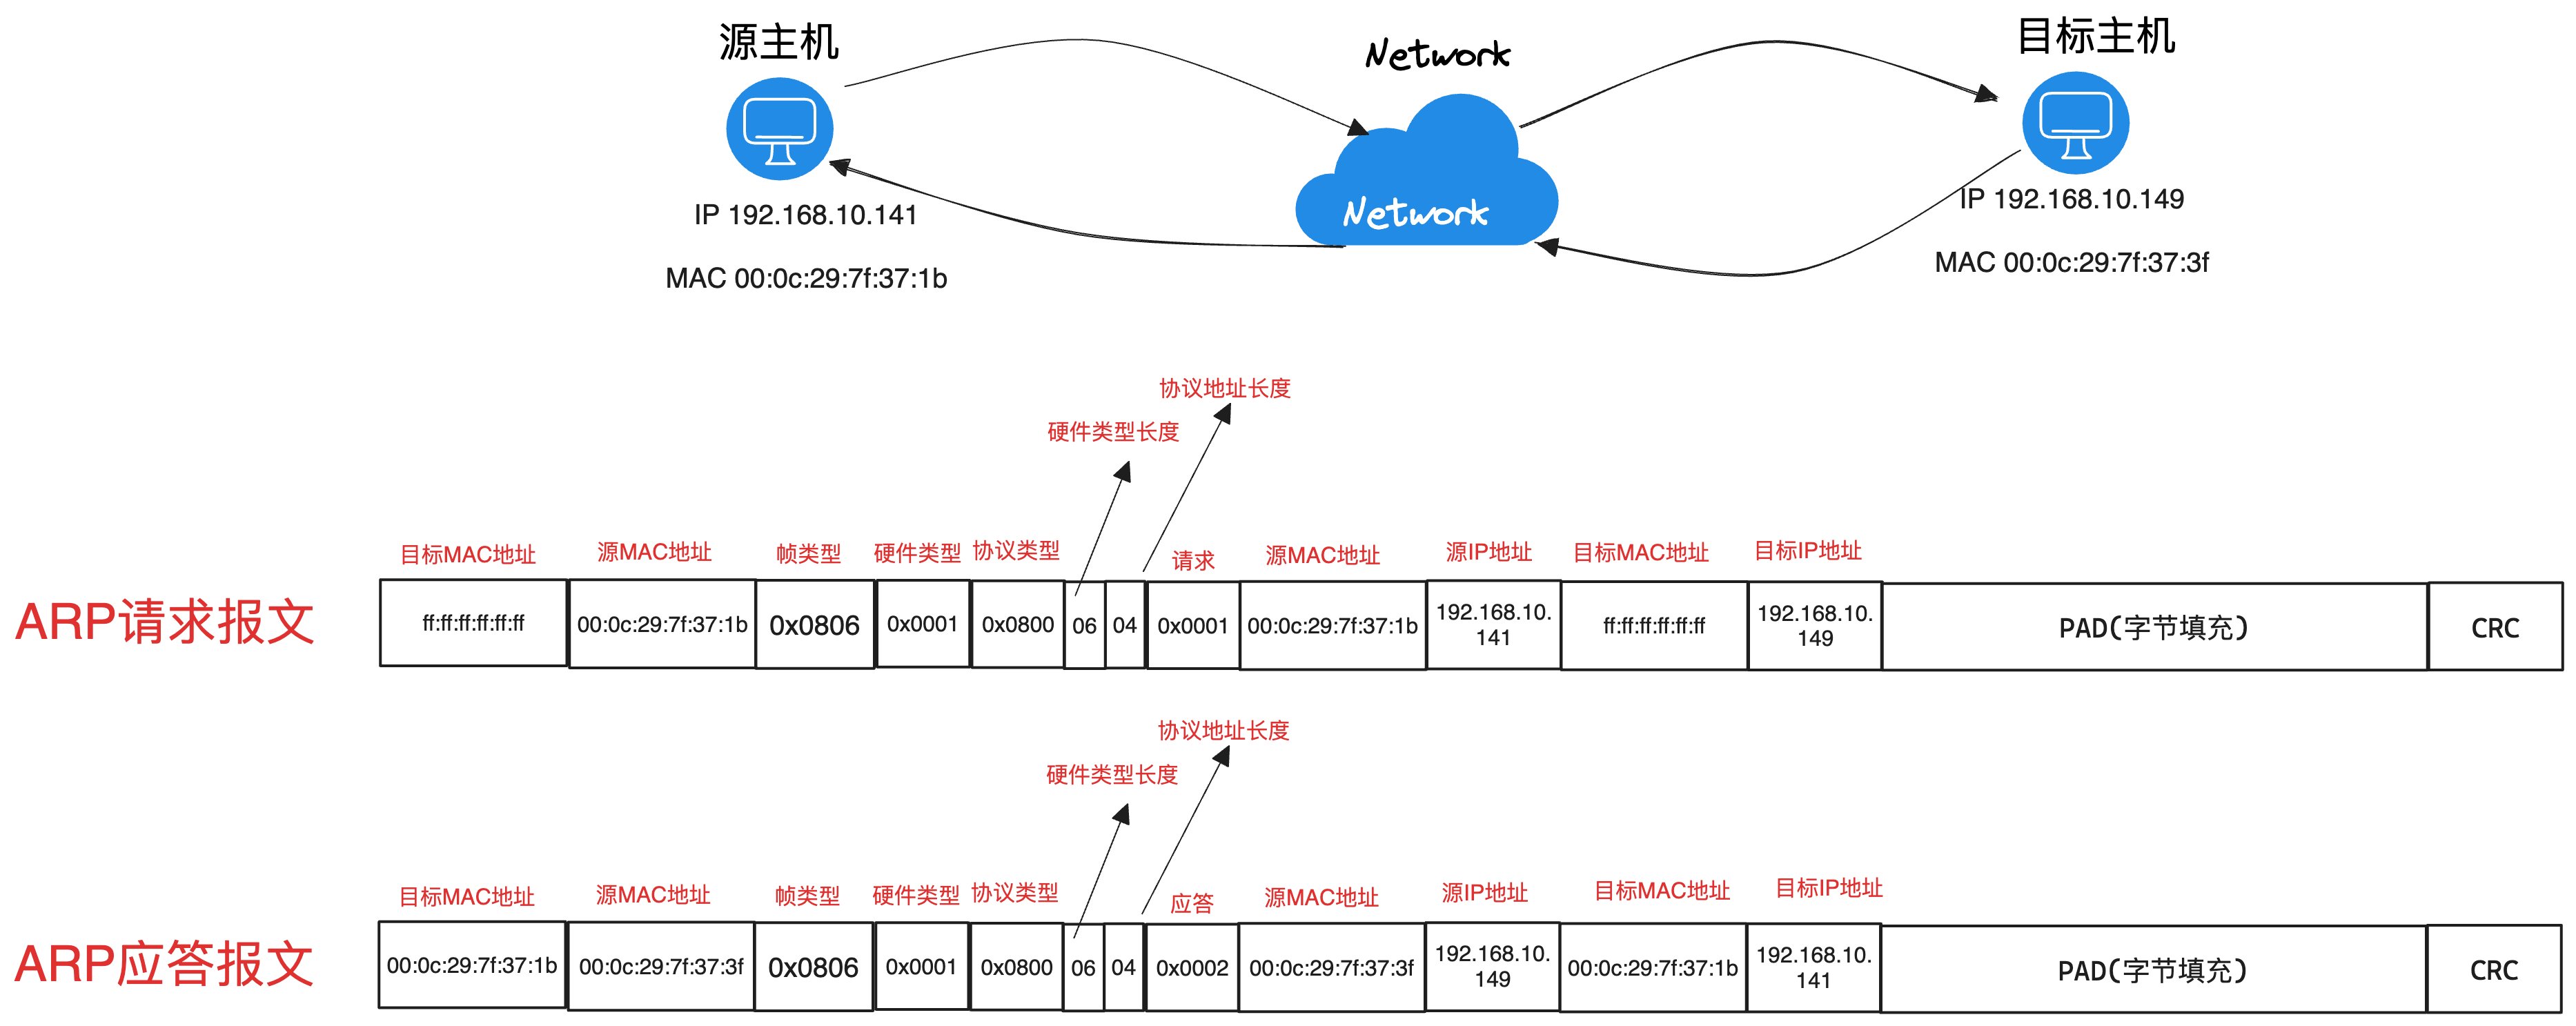 源主机
Network
目标主机
Network
IP 192.168.10.141
MAC 00:0c:29:7f:37:1b
IP 192.168.10.149
MAC 00:0c:29:7f:37:3f
协议地址长度
硬件类型长度
目标MAC地址 源MAC地址 帧类型 硬件类型 协议类型 请求 源MAC地址 源IP地址 目标MAC地址 目标IP地址
ARP请求报文
ff:ff:ff:ff:ff:ff 00:0c:29:7f:37:1b 0x0806 0x0001 0x0800 06 04 0x0001 00:0c:29:7f:37:1b
192.168.10.
141
ff:ff:ff:ff:ff:ff
192.168.10.
149
PAD(字节填充) CRC
协议地址长度
硬件类型长度
目标MAC地址 源MAC地址 帧类型 硬件类型 协议类型 应答 源MAC地址 源IP地址 目标MAC地址 目标IP地址
ARP应答报文
00:0c:29:7f:37:1b 00:0c:29:7f:37:3f 0x0806 0x0001 0x0800 06 04 0x0002 00:0c:29:7f:37:3f
192.168.10.
149
00:0c:29:7f:37:1b
192.168.10.
141
PAD(字节填充) CRC